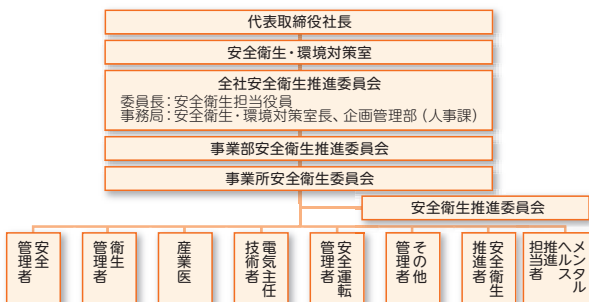 代表取締役社長
安全衛生・環境対策室
全社安全衛生推進委員会
委員長：安全衛生担当役員
事務局：安全衛生・環境対策室長、企画管理部（人事課）
事業部安全衛生推進委員会
事業所安全衛生委員会
安全衛生推進委員会
安全
管理者
衛生
管理者
産業医
電気主任
技術者
安全運転
管理者
その他
管理者
安全衛生
推進者
メンタル
ヘルス
推進
担当者